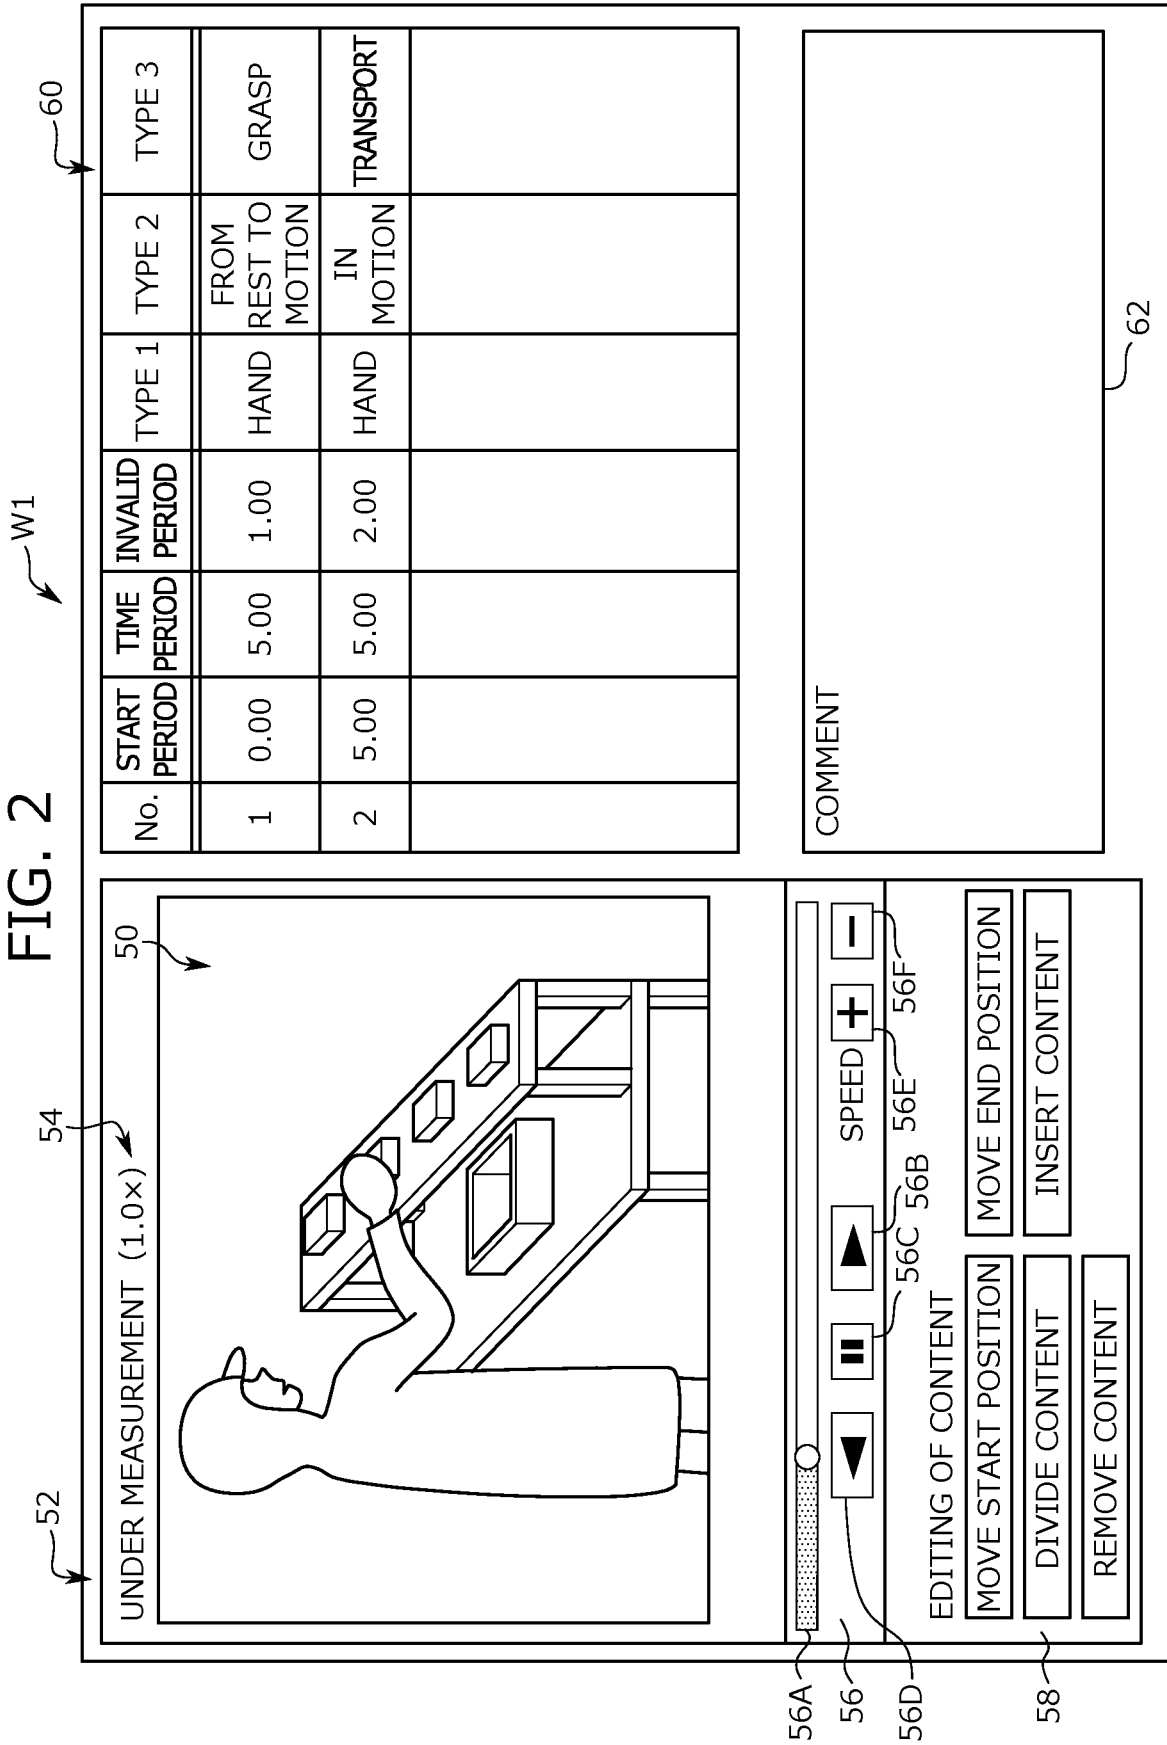 FIG. 2
W1
52
UNDER MEASUREMENT (1.0×)
54
50
56A
56
56D
56C
56B
SPEED
56E
56F
58
EDITING OF CONTENT
MOVE START POSITION
MOVE END POSITION
DIVIDE CONTENT
INSERT CONTENT
REMOVE CONTENT
60
No. START PERIOD TIME PERIOD INVALID PERIOD TYPE 1 TYPE 2 TYPE 3
1 0.00 5.00 1.00 HAND FROM REST TO MOTION GRASP
2 5.00 5.00 2.00 HAND IN MOTION TRANSPORT
COMMENT
62